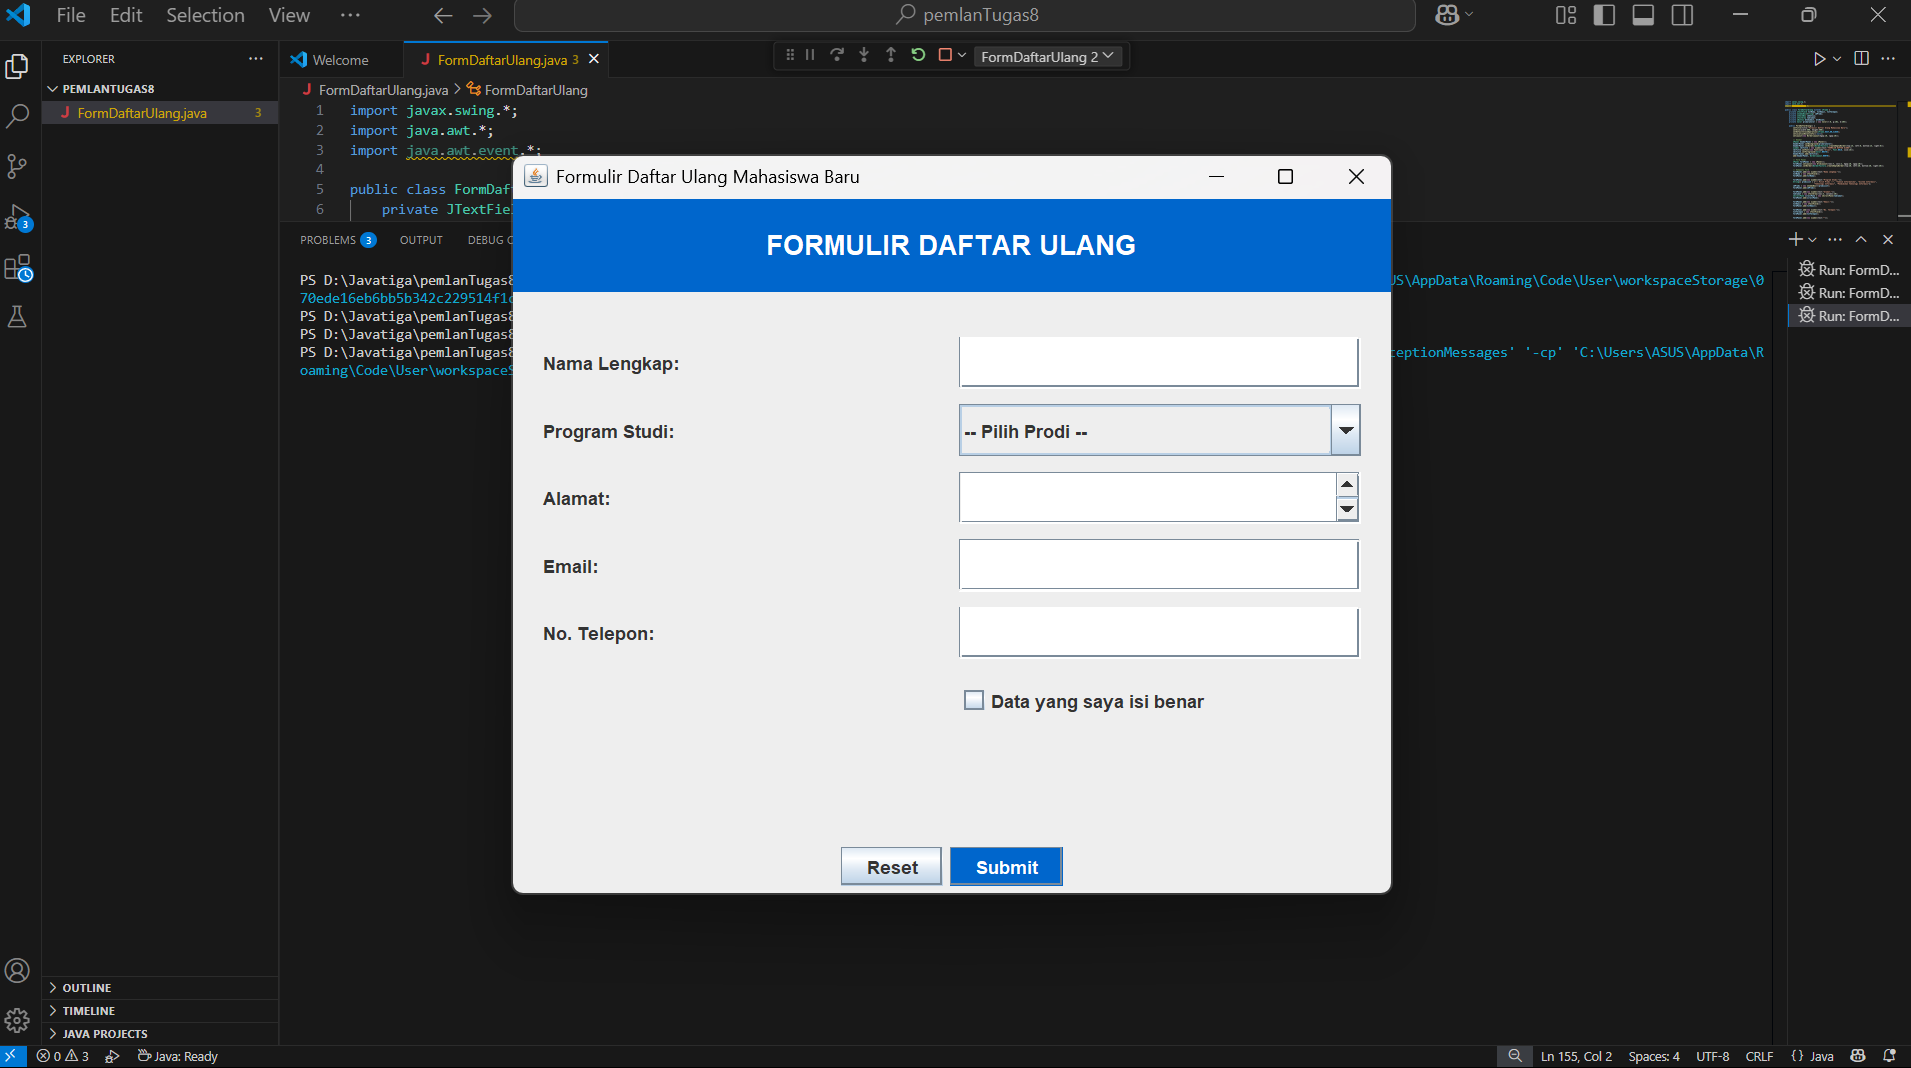 File Edit Selection View ···
pemlanTugas8
EXPLORER
PEMLANTUGAS8
J FormDaftarUlang.java 3
Welcome
J FormDaftarUlang.java 3
FormDaftarUlang 2
J FormDaftarUlang.java > FormDaftarUlang
1 import javax.swing.*;
2 import java.awt.*;
3 import java.awt.event.*;
4
5 public class FormDaf
6 private JTextFie
PROBLEMS 3 OUTPUT DEBUG
PS D:\Javatiga\pemlanTugas8
US\AppData\Roaming\Code\User\workspaceStorage\0
70ede16eb6bb5b342c229514f1
PS D:\Javatiga\pemlanTugas8
PS D:\Javatiga\pemlanTugas8
PS D:\Javatiga\pemlanTugas8
ceptionMessages' '-cp' 'C:\Users\ASUS\AppData\R
oaming\Code\User\workspaceS
Run: FormD...
Run: FormD...
Run: FormD...
Formulir Daftar Ulang Mahasiswa Baru
FORMULIR DAFTAR ULANG
Nama Lengkap:
Program Studi:
-- Pilih Prodi --
Alamat:
Email:
No. Telepon:
Data yang saya isi benar
Reset
Submit
3
OUTLINE
TIMELINE
JAVA PROJECTS
0 3 Java: Ready
Ln 155, Col 2 Spaces: 4 UTF-8 CRLF {} Java